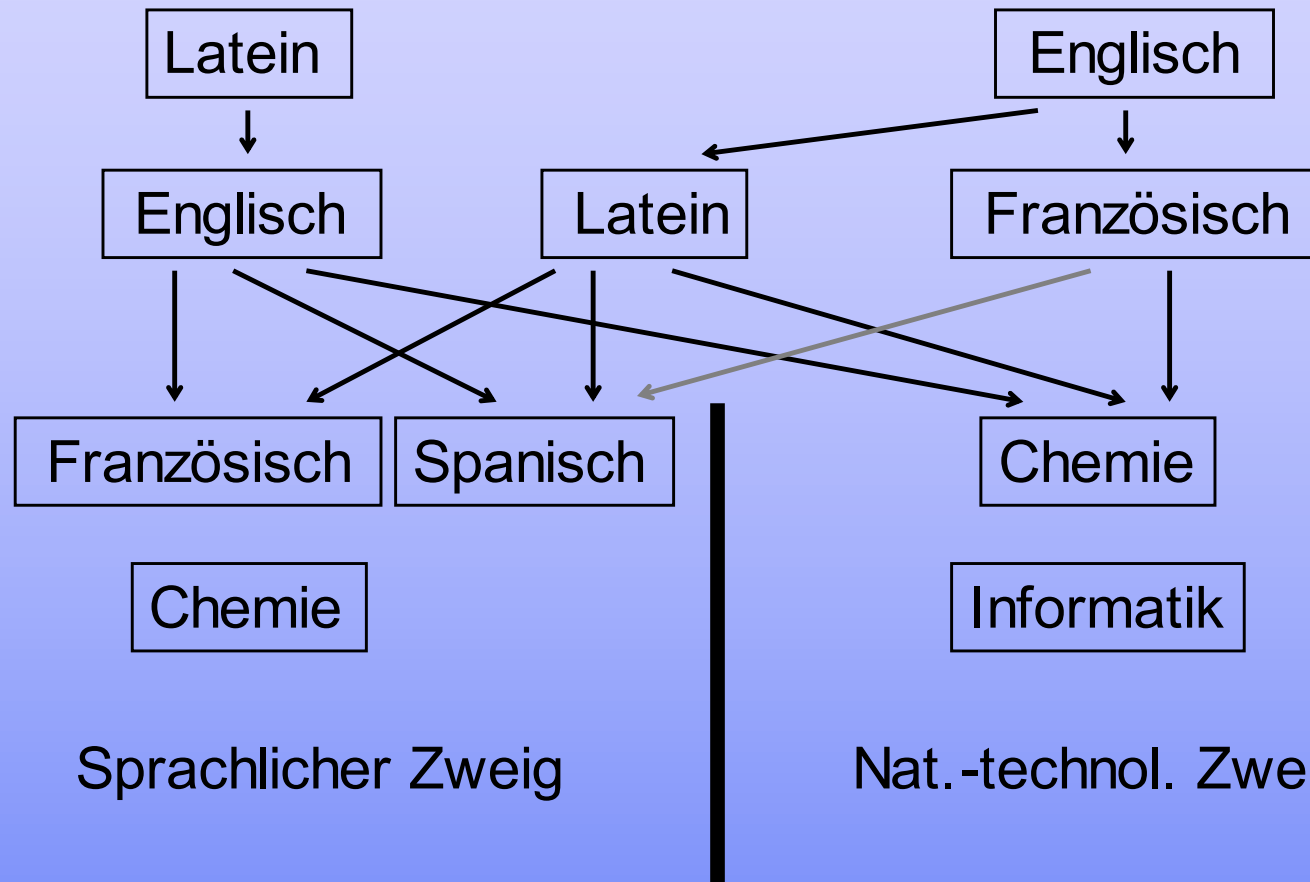 Latein Englisch
Englisch Latein Französisch
Französisch Spanisch Chemie
Chemie Informatik
Sprachlicher Zweig Nat.-technol. Zwe